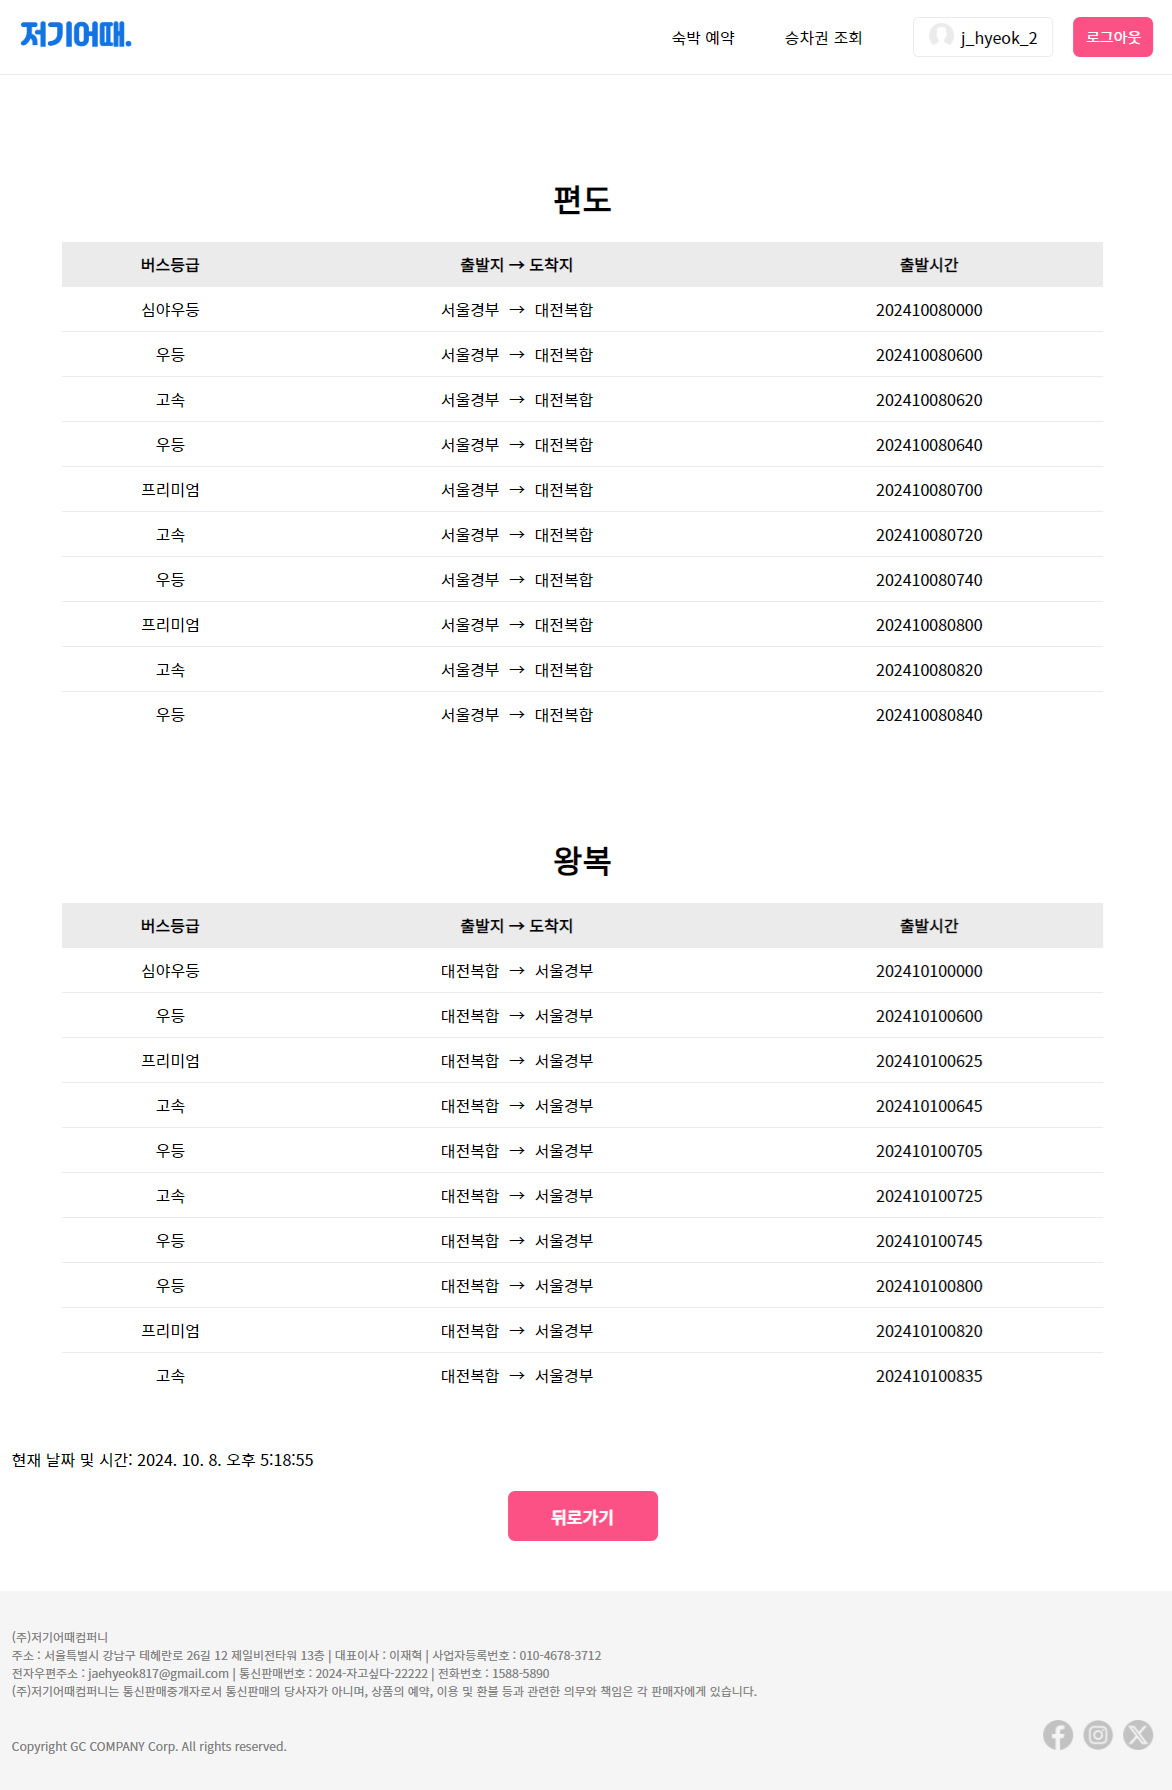 저기어때.
숙박 예약
승차권 조회
j_hyeok_2
로그아웃
편도
버스등급 출발지 → 도착지 출발시간
심야우등 서울경부 → 대전복합 202410080000
우등 서울경부 → 대전복합 202410080600
고속 서울경부 → 대전복합 202410080620
우등 서울경부 → 대전복합 202410080640
프리미엄 서울경부 → 대전복합 202410080700
고속 서울경부 → 대전복합 202410080720
우등 서울경부 → 대전복합 202410080740
프리미엄 서울경부 → 대전복합 202410080800
고속 서울경부 → 대전복합 202410080820
우등 서울경부 → 대전복합 202410080840
왕복
버스등급 출발지 → 도착지 출발시간
심야우등 대전복합 → 서울경부 202410100000
우등 대전복합 → 서울경부 202410100600
프리미엄 대전복합 → 서울경부 202410100625
고속 대전복합 → 서울경부 202410100645
우등 대전복합 → 서울경부 202410100705
고속 대전복합 → 서울경부 202410100725
우등 대전복합 → 서울경부 202410100745
우등 대전복합 → 서울경부 202410100800
프리미엄 대전복합 → 서울경부 202410100820
고속 대전복합 → 서울경부 202410100835
현재 날짜 및 시간: 2024. 10. 8. 오후 5:18:55
뒤로가기
(주)저기어때컴퍼니
주소 : 서울특별시 강남구 테헤란로 26길 12 제일비전타워 13층 | 대표이사 : 이재혁 | 사업자등록번호 : 010-4678-3712
전자우편주소 : jaehyeok817@gmail.com | 통신판매번호 : 2024-자고싶다-22222 | 전화번호 : 1588-5890
(주)저기어때컴퍼니는 통신판매중개자로서 통신판매의 당사자가 아니며, 상품의 예약, 이용 및 환불 등과 관련한 의무와 책임은 각 판매자에게 있습니다.
Copyright GC COMPANY Corp. All rights reserved.